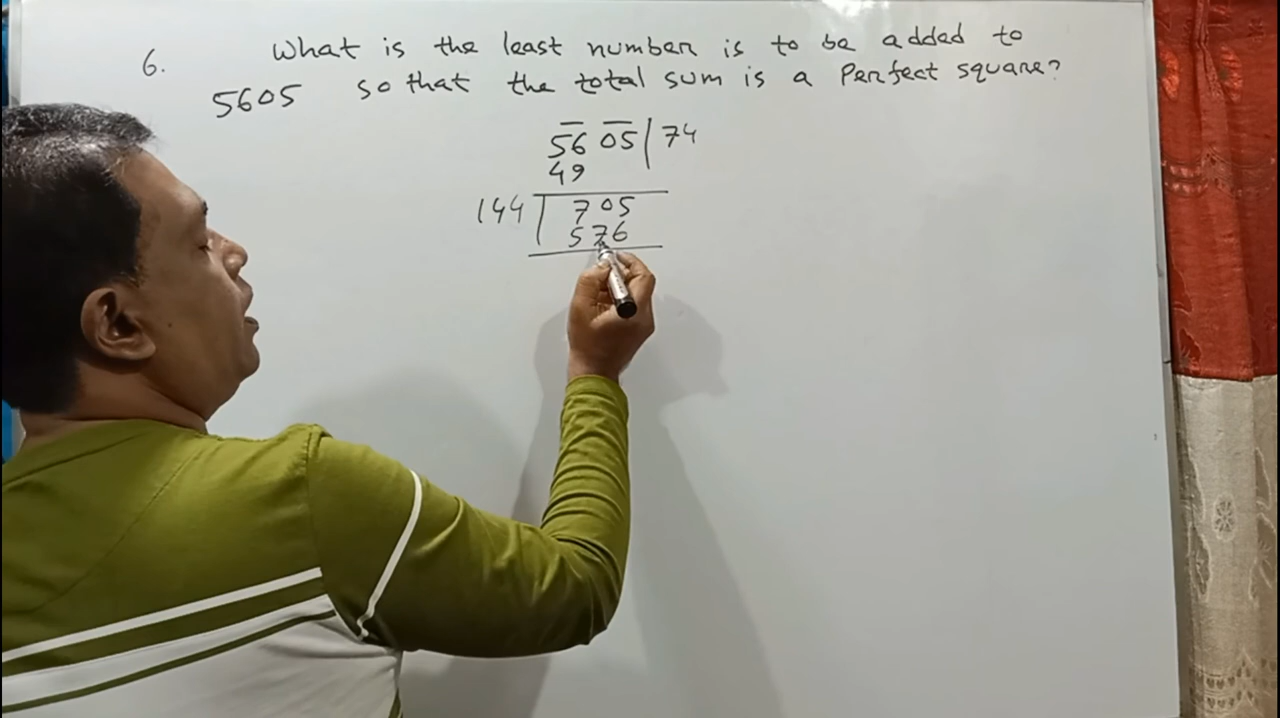 6. What is the least number is to be added to
5605 so that the total sum is a Perfect square?
56 05 | 74
49
144 | 705
576